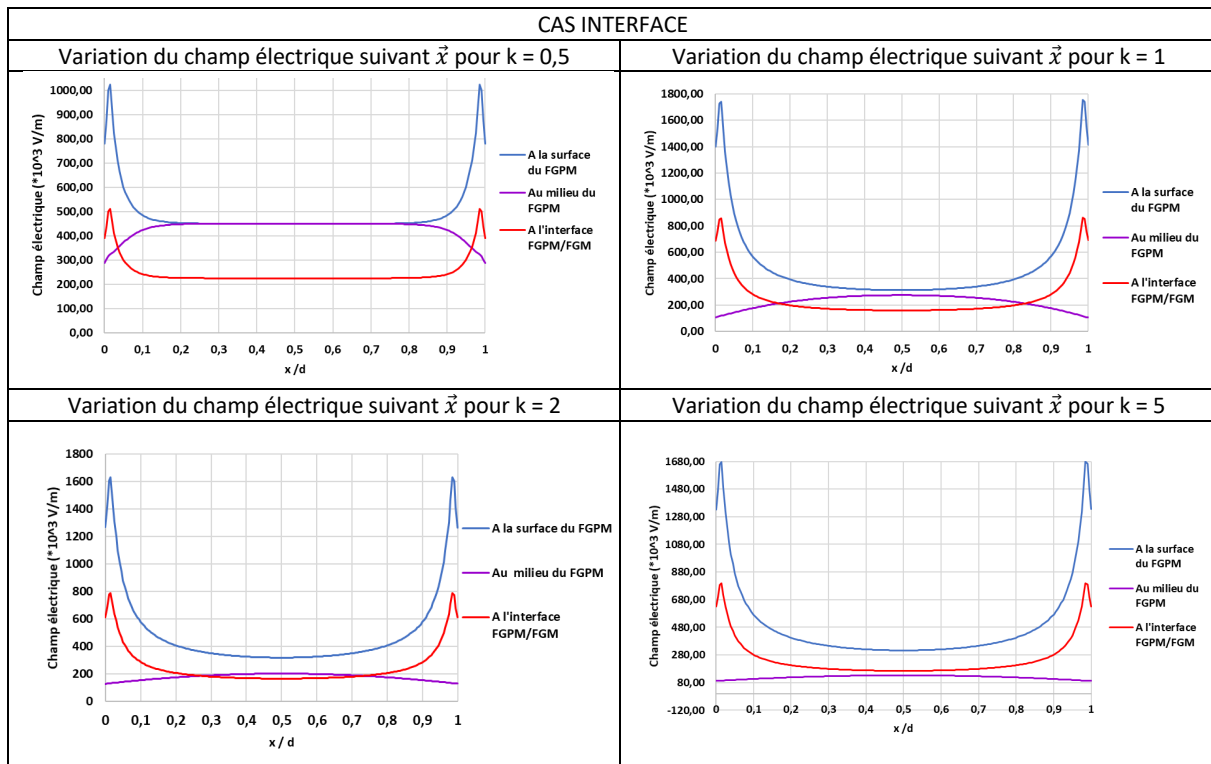 CAS INTERFACE
Variation du champ électrique suivant x⃗ pour k = 0,5
Variation du champ électrique suivant x⃗ pour k = 1
Champ électrique (*10^3 V/m)
1000,00
900,00
800,00
700,00
600,00
500,00
400,00
300,00
200,00
100,00
0,00
0 0,1 0,2 0,3 0,4 0,5 0,6 0,7 0,8 0,9 1
x /d
A la surface
du FGPM
Au milieu du
FGPM
A l'interface
FGPM/FGM
Champ électrique (*10^3 V/m)
1800,00
1600,00
1400,00
1200,00
1000,00
800,00
600,00
400,00
200,00
0,00
0 0,1 0,2 0,3 0,4 0,5 0,6 0,7 0,8 0,9 1
x /d
A la surface
du FGPM
Au milieu du
FGPM
A l'interface
FGPM/FGM
Variation du champ électrique suivant x⃗ pour k = 2
Variation du champ électrique suivant x⃗ pour k = 5
Champ électrique (*10^3 V/m)
1800
1600
1400
1200
1000
800
600
400
200
0
0 0,1 0,2 0,3 0,4 0,5 0,6 0,7 0,8 0,9 1
x / d
A la surface du FGPM
Au milieu du FGPM
A l'interface
FGPM/FGM
Champ électrique (*10^3 V/m)
1680,00
1480,00
1280,00
1080,00
880,00
680,00
480,00
280,00
80,00
-120,00
0 0,1 0,2 0,3 0,4 0,5 0,6 0,7 0,8 0,9 1
x / d
A la surface
du FGPM
Au milieu du
FGPM
A l'interface
FGPM/FGM